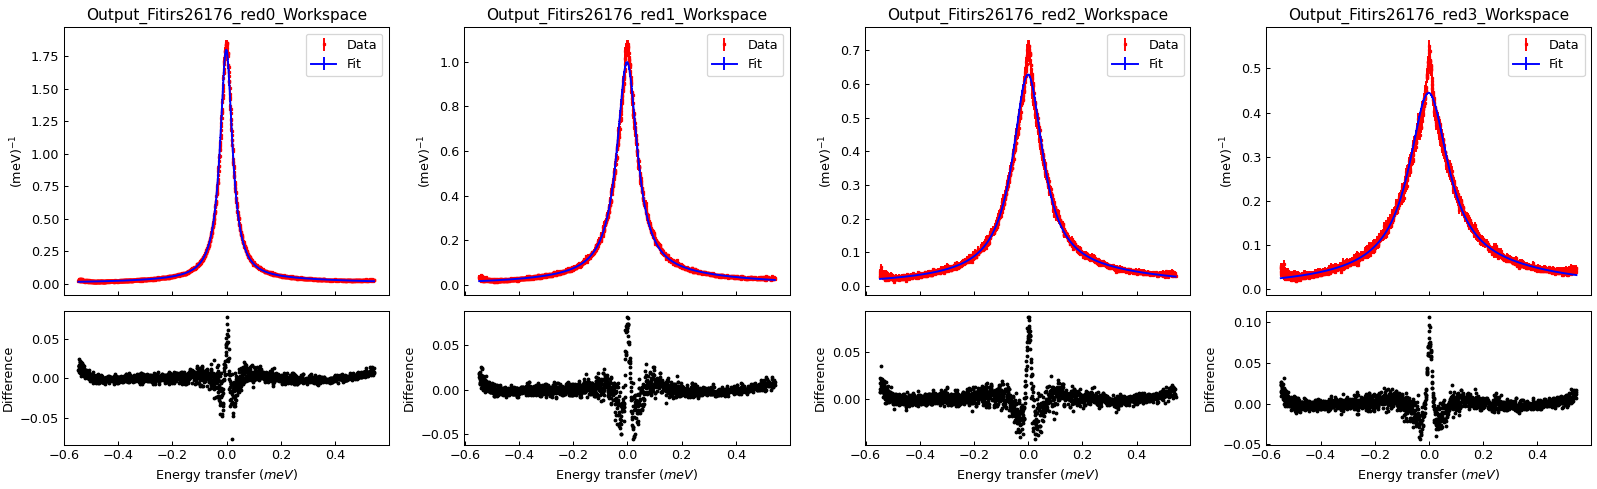 Output_Fitirs26176_red0_Workspace
Output_Fitirs26176_red1_Workspace
Output_Fitirs26176_red2_Workspace
Output_Fitirs26176_red3_Workspace
Data
Fit
1.75
1.50
1.25
1.00
0.75
0.50
0.25
0.00
(meV)⁻¹
Data
Fit
1.0
0.8
0.6
0.4
0.2
0.0
(meV)⁻¹
Data
Fit
0.7
0.6
0.5
0.4
0.3
0.2
0.1
0.0
(meV)⁻¹
Data
Fit
0.5
0.4
0.3
0.2
0.1
0.0
(meV)⁻¹
0.05
0.00
−0.05
Difference
−0.6 −0.4 −0.2 0.0 0.2 0.4
Energy transfer (meV)
0.05
0.00
−0.05
Difference
−0.6 −0.4 −0.2 0.0 0.2 0.4
Energy transfer (meV)
0.05
0.00
Difference
−0.6 −0.4 −0.2 0.0 0.2 0.4
Energy transfer (meV)
0.10
0.05
0.00
−0.05
Difference
−0.6 −0.4 −0.2 0.0 0.2 0.4
Energy transfer (meV)